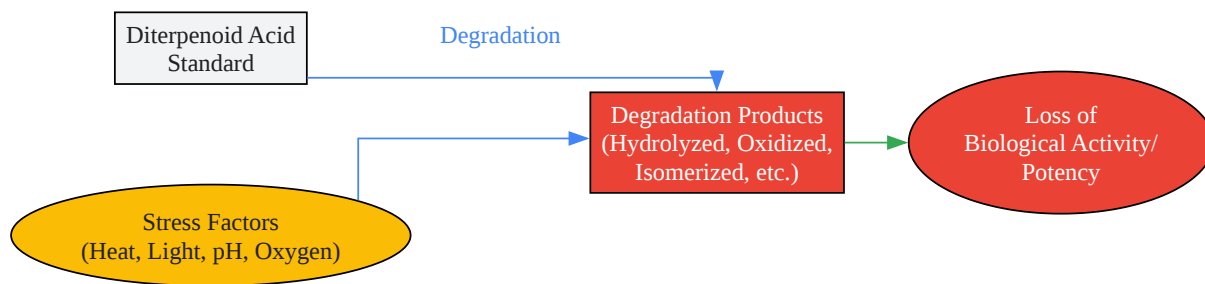 Diterpenoid Acid
Standard
Degradation
Degradation Products
(Hydrolyzed, Oxidized,
Isomerized, etc.)
Loss of
Biological Activity/
Potency
Stress Factors
(Heat, Light, pH, Oxygen)